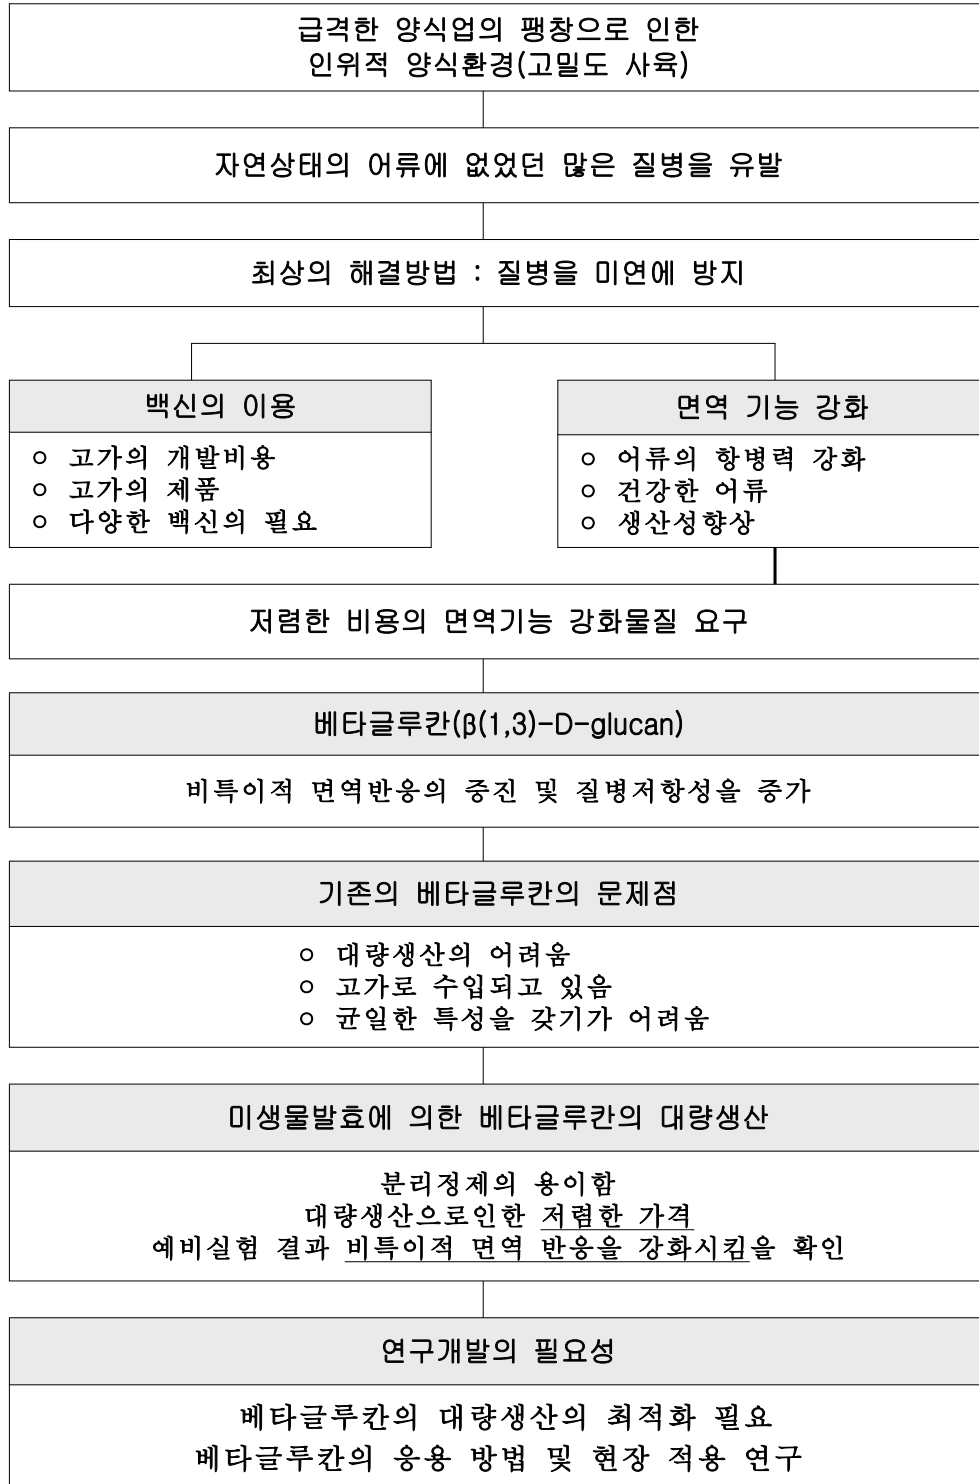 급격한 양식업의 팽창으로 인한
인위적 양식환경(고밀도 사육)
자연상태의 어류에 없었던 많은 질병을 유발
최상의 해결방법 : 질병을 미연에 방지
백신의 이용
○ 고가의 개발비용
○ 고가의 제품
○ 다양한 백신의 필요
면역 기능 강화
○ 어류의 항병력 강화
○ 건강한 어류
○ 생산성향상
저렴한 비용의 면역기능 강화물질 요구
베타글루칸(β(1,3)-D-glucan)
비특이적 면역반응의 증진 및 질병저항성을 증가
기존의 베타글루칸의 문제점
○ 대량생산의 어려움
○ 고가로 수입되고 있음
○ 균일한 특성을 갖기가 어려움
미생물발효에 의한 베타글루칸의 대량생산
분리정제의 용이함
대량생산으로인한 저렴한 가격
예비실험 결과 비특이적 면역 반응을 강화시킴을 확인
연구개발의 필요성
베타글루칸의 대량생산의 최적화 필요
베타글루칸의 응용 방법 및 현장 적용 연구